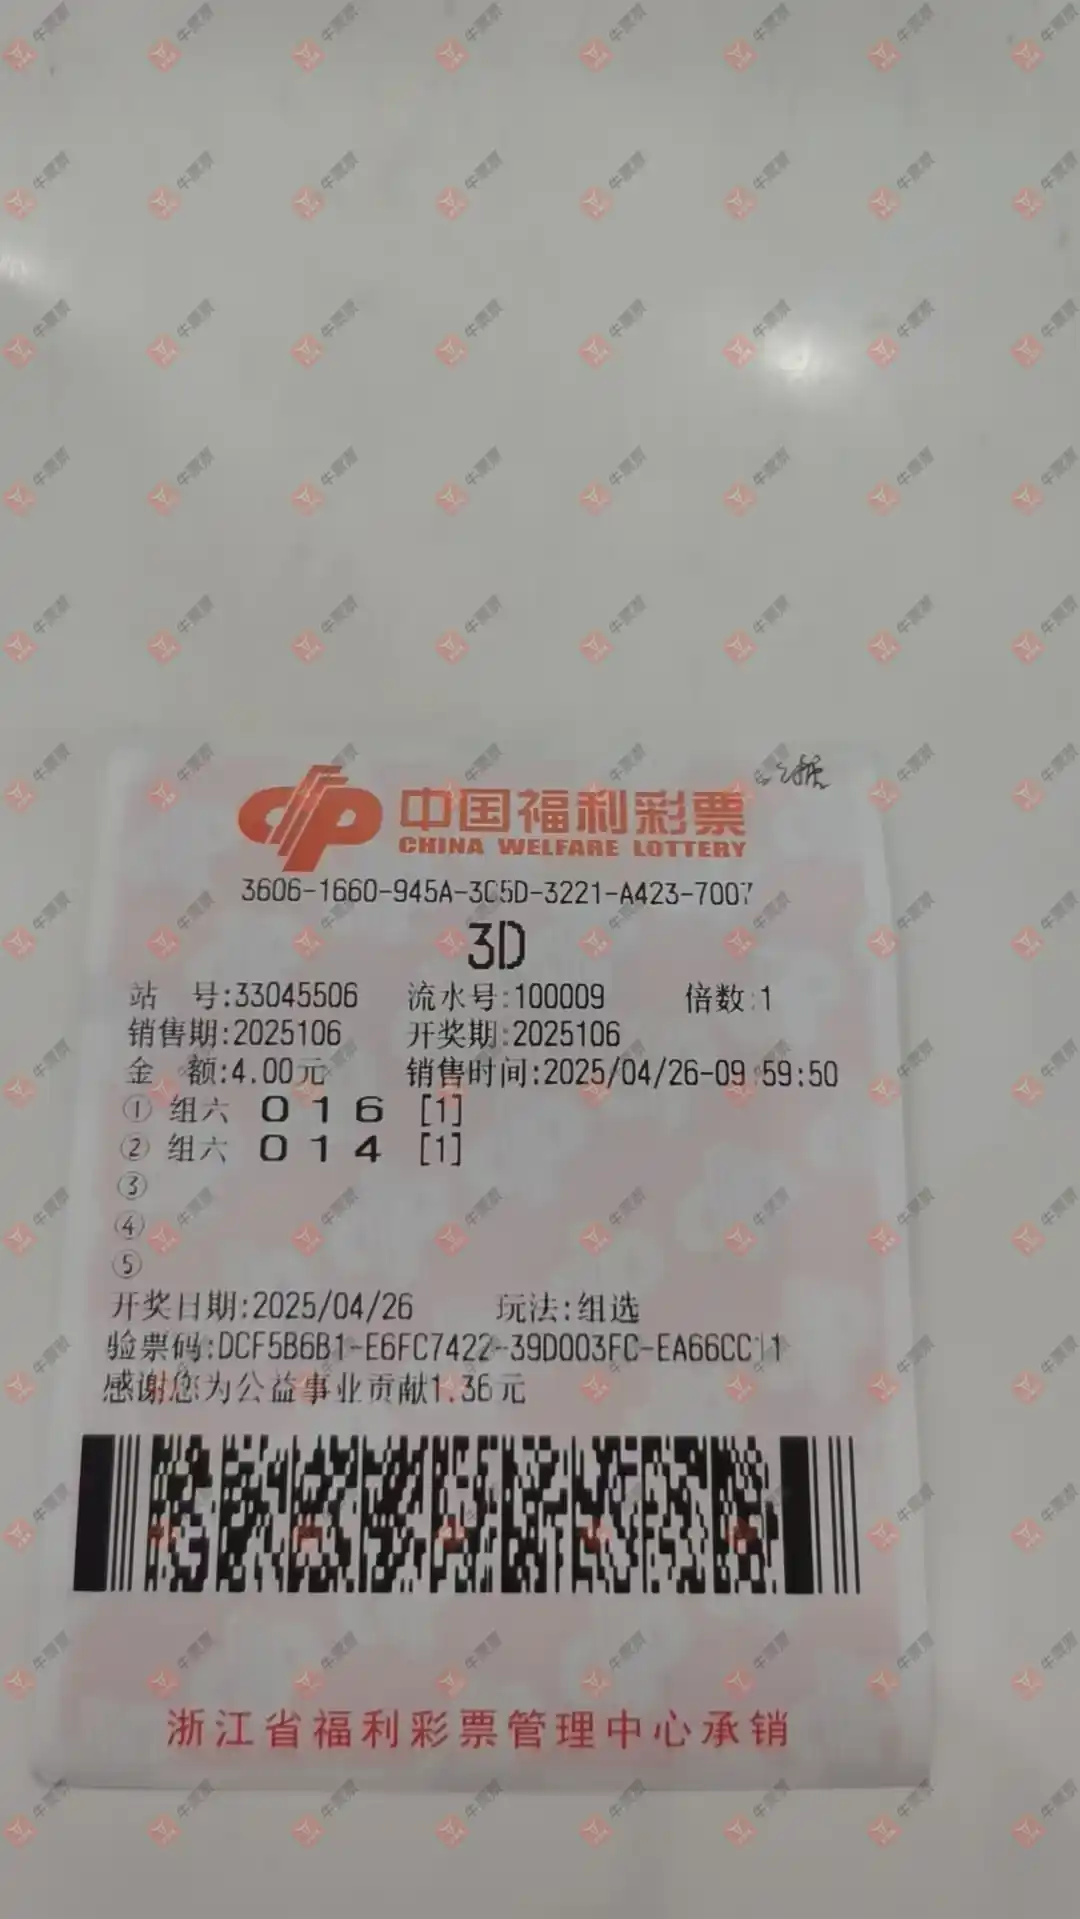 中国福利彩票
CHINA WELFARE LOTTERY
3606-1660-945A-3C5D-3221-A423-7007
3D
站 号:33045506 流水号:100009 倍数:1
销售期:2025106 开奖期:2025106
金 额:4.00元 销售时间:2025/04/26-09:59:50
① 组六 0 1 6 [1]
② 组六 0 1 4 [1]
③
④
⑤
开奖日期:2025/04/26 玩法:组选
验票码:DCF5B6B1-E6FC7422-39D003FC-
感谢您为公益事业贡献1.36元
浙江省福利彩票管理中心承销